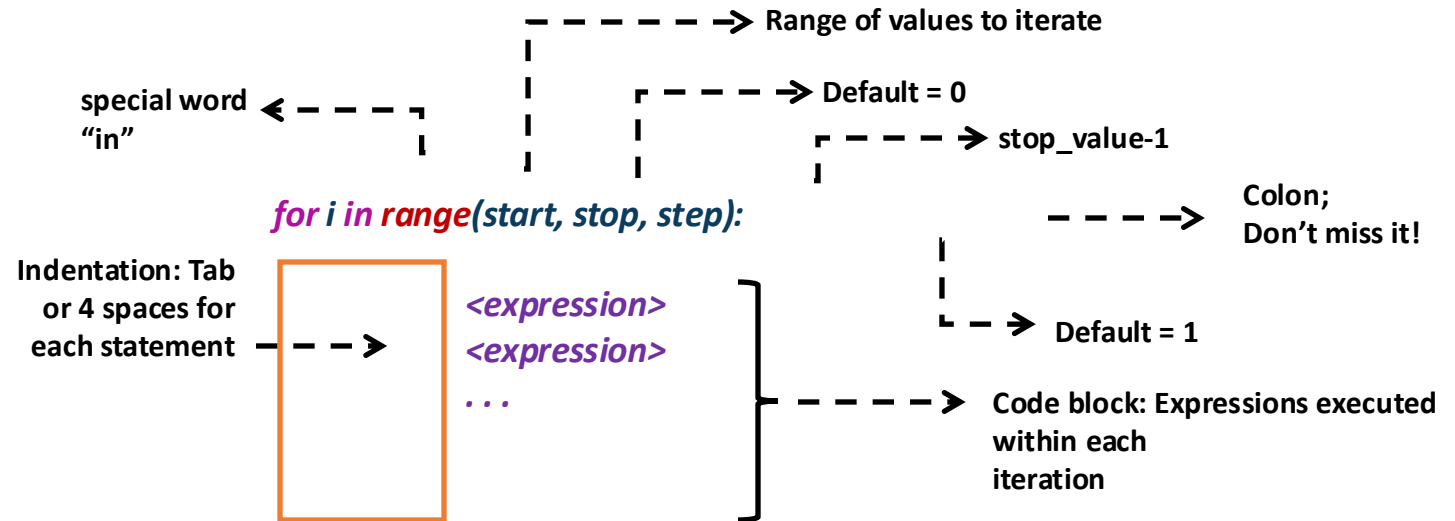 Range of values to iterate
Default = 0
special word
“in”
stop_value-1
for i in range(start, stop, step):
Colon;
Don’t miss it!
Indentation: Tab
or 4 spaces for
each statement
<expression>
<expression>
. . .
Default = 1
Code block: Expressions executed
within each
iteration